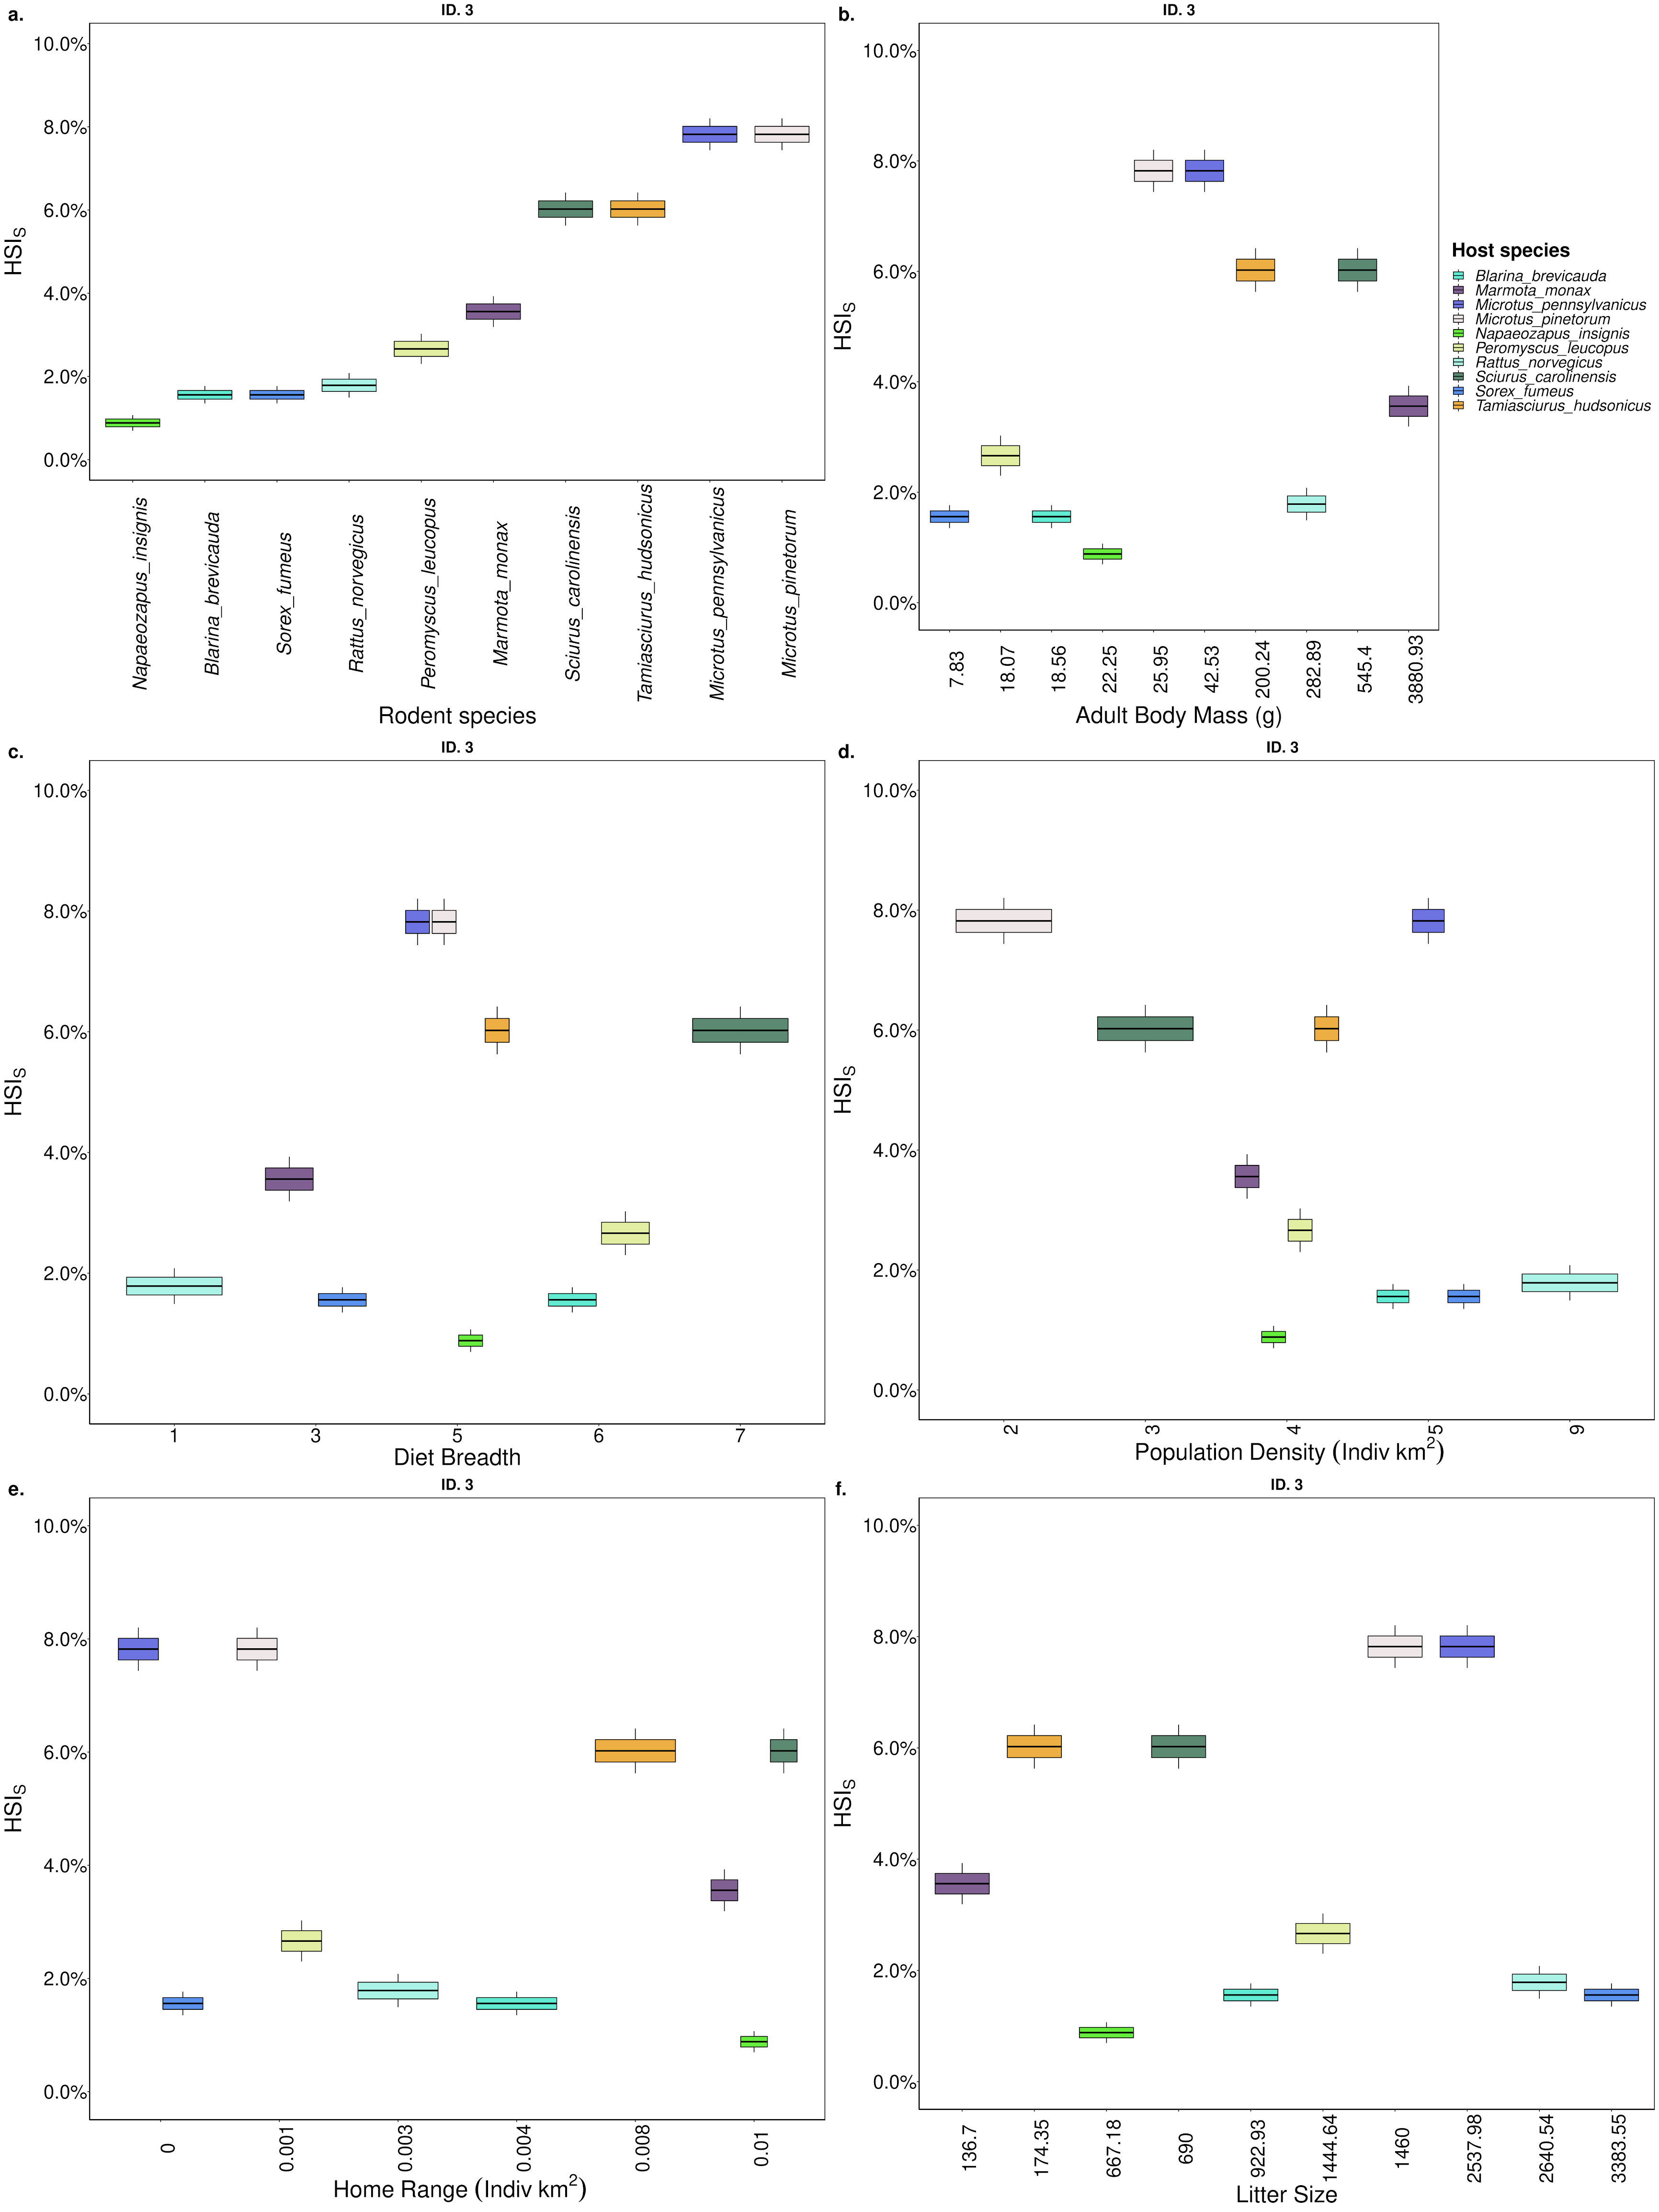 a.
ID. 3
10.0%
8.0%
6.0%
4.0%
2.0%
0.0%
HSIS
Napaeozapus_insignis
Blarina_brevicauda
Sorex_fumeus
Rattus_norvegicus
Peromyscus_leucopus
Marmota_monax
Sciurus_carolinensis
Tamiasciurus_hudsonicus
Microtus_pennsylvanicus
Microtus_pinetorum
Rodent species
b.
ID. 3
10.0%
8.0%
6.0%
4.0%
2.0%
0.0%
HSIS
7.83
18.07
18.56
22.25
25.95
42.53
200.24
282.89
545.4
3880.93
Adult Body Mass (g)
Host species
Blarina_brevicauda
Marmota_monax
Microtus_pennsylvanicus
Microtus_pinetorum
Napaeozapus_insignis
Peromyscus_leucopus
Rattus_norvegicus
Sciurus_carolinensis
Sorex_fumeus
Tamiasciurus_hudsonicus
c.
ID. 3
10.0%
8.0%
6.0%
4.0%
2.0%
0.0%
HSIS
1 3 5 6 7
Diet Breadth
d.
ID. 3
10.0%
8.0%
6.0%
4.0%
2.0%
0.0%
HSIS
2
3
4
5
9
Population Density (Indiv km2)
e.
ID. 3
10.0%
8.0%
6.0%
4.0%
2.0%
0.0%
HSIS
0
0.001
0.003
0.004
0.008
0.01
Home Range (Indiv km2)
f.
ID. 3
10.0%
8.0%
6.0%
4.0%
2.0%
0.0%
HSIS
136.7
1774.35
667.18
690
922.93
1444.64
1460
2537.98
2640.54
3383.55
Litter Size